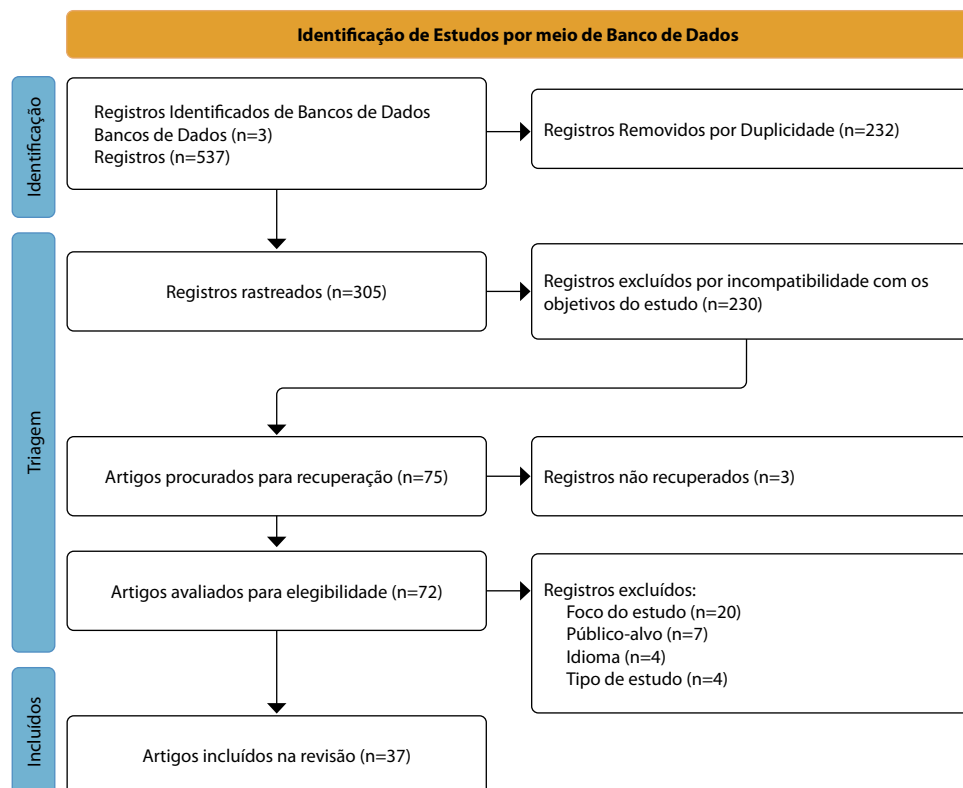 Identificação de Estudos por meio de Banco de Dados
Identificação
Registros Identificados de Bancos de Dados
Bancos de Dados (n=3)
Registros (n=537)
Registros Removidos por Duplicidade (n=232)
Triagem
Registros rastreados (n=305)
Registros excluídos por incompatibilidade com os
objetivos do estudo (n=230)
Artigos procurados para recuperação (n=75)
Registros não recuperados (n=3)
Artigos avaliados para elegibilidade (n=72)
Registros excluídos:
Foco do estudo (n=20)
Público-alvo (n=7)
Idioma (n=4)
Tipo de estudo (n=4)
Incluídos
Artigos incluídos na revisão (n=37)